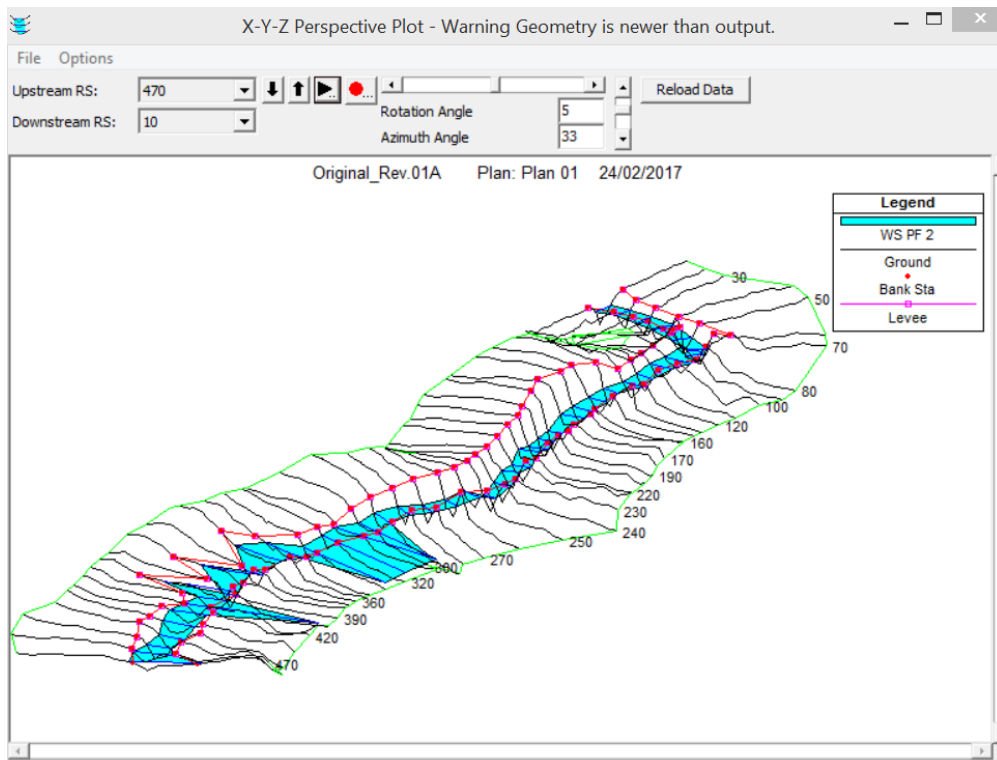 X-Y-Z Perspective Plot - Warning Geometry is newer than output.
File Options
Upstream RS: 470
Downstream RS: 10
Rotation Angle 5
Azimuth Angle 33
Reload Data
Original_Rev.01A Plan: Plan 01 24/02/2017
Legend
WS PF 2
Ground
Bank Sta
Levee
30
50
70
80
100
120
160
170
190
220
230
240
250
270
300
320
360
390
420
470